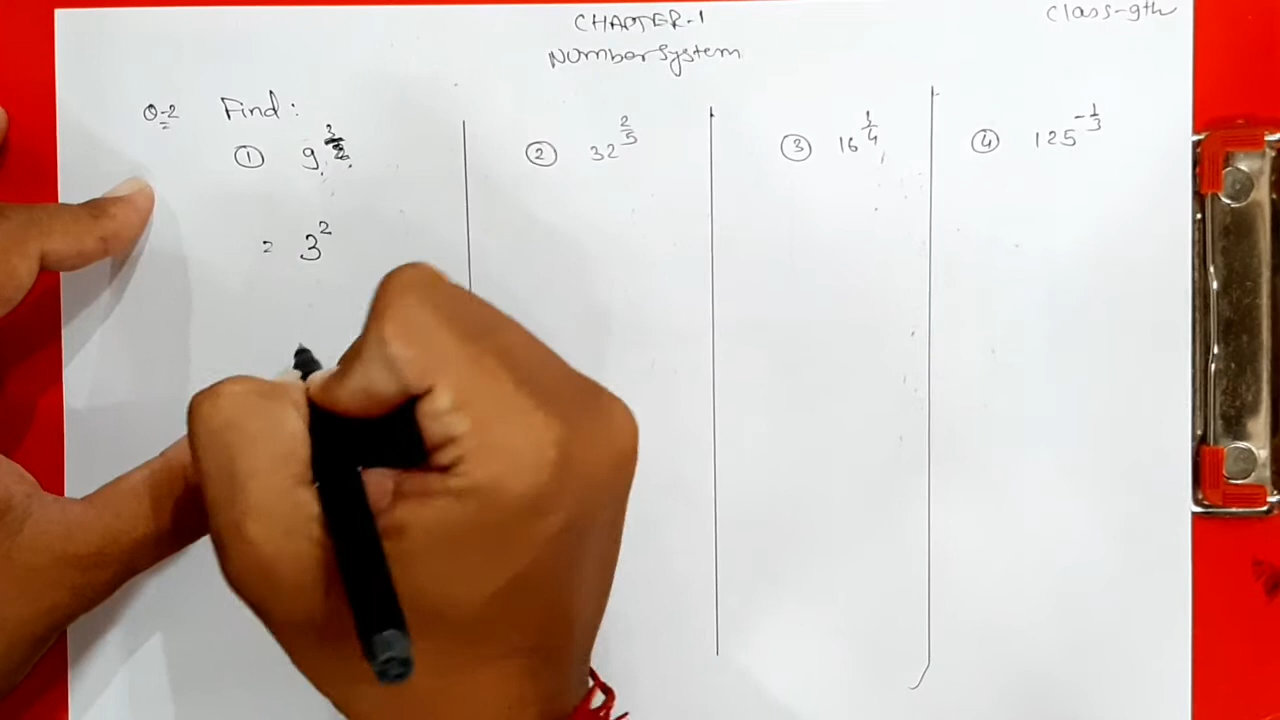 CHAPTER-1
Number System
Class-9th
Q-2 Find:
① 9^3/2
② 32^2/5
③ 16^3/4
④ 125^-1/3
= 3^2